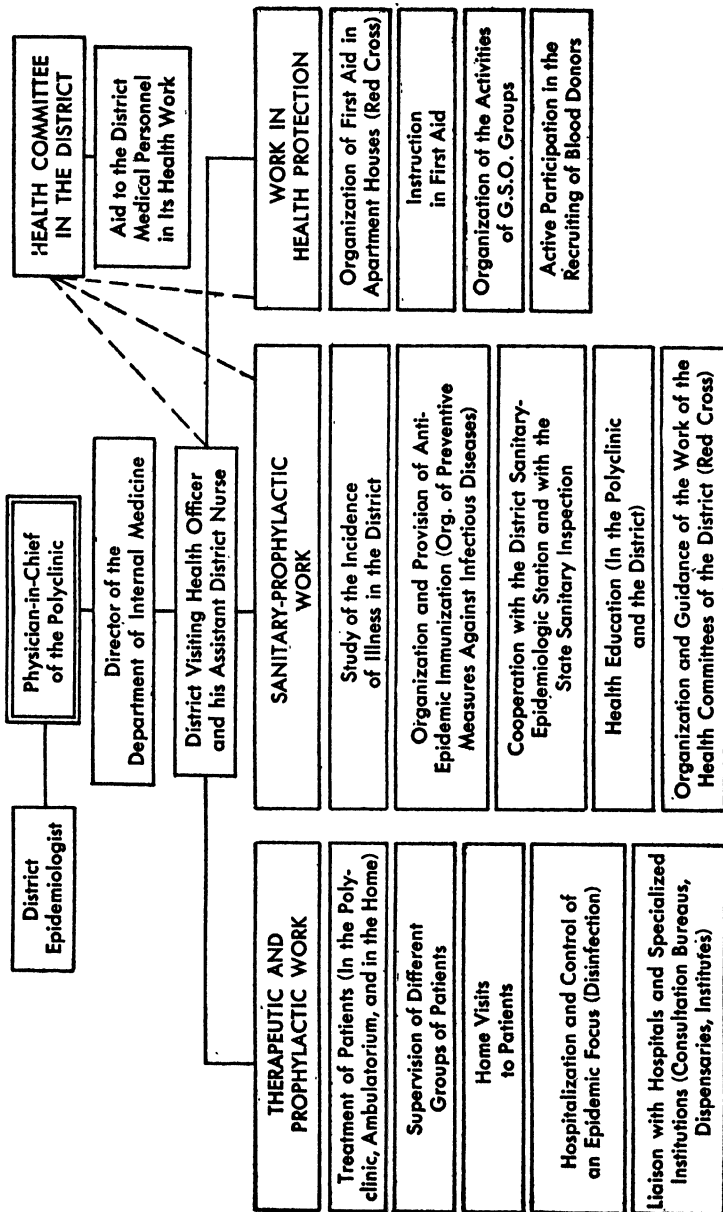 District
Epidemiologist
Physician-in-Chief
of the Polyclinic
HEALTH COMMITTEE
IN THE DISTRICT
Director of the
Department of Internal Medicine
Aid to the District
Medical Personnel
in Its Health Work
District Visiting Health Officer
and his Assistant District Nurse
THERAPEUTIC AND
PROPHYLACTIC WORK
Treatment of Patients (In the Poly-
clinic, Ambulatorium, and in the Home)
Supervision of Different
Groups of Patients
Home Visits
to Patients
Hospitalization and Control of
an Epidemic Focus (Disinfection)
Liaison with Hospitals and Specialized
Institutions (Consultation Bureaus,
Dispensaries, Institutes)
SANITARY-PROPHYLACTIC
WORK
Study of the Incidence
of Illness in the District
Organization and Provision of Anti-
Epidemic Immunization (Org. of Preventive
Measures Against Infectious Diseases)
Cooperation with the District Sanitary-
Epidemiologic Station and with the
State Sanitary Inspection
Health Education (In the Polyclinic
and the District)
Organization and Guidance of the Work of the
Health Committees of the District (Red Cross)
WORK IN
HEALTH PROTECTION
Organization of First Aid in
Apartment Houses (Red Cross)
Instruction
in First Aid
Organization of the Activities
of G.S.O. Groups
Active Participation in the
Recruiting of Blood Donors